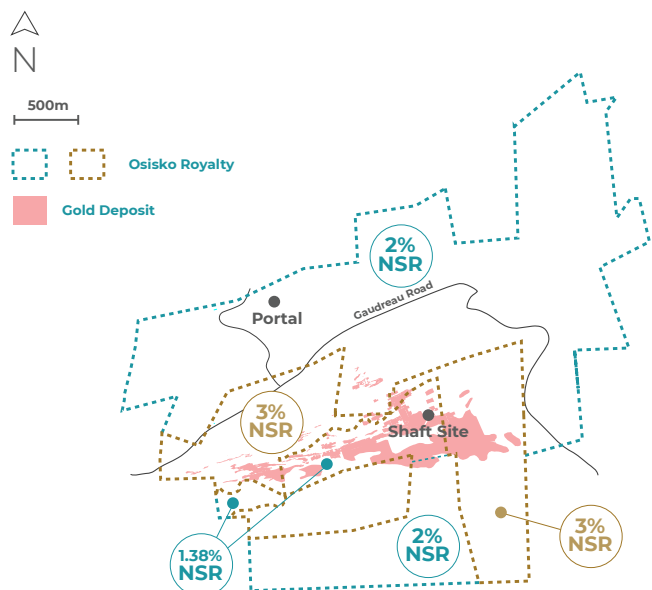 N
500m
Osisko Royalty
Gold Deposit
2%
NSR
Gaudreau Road
Portal
3%
NSR
Shaft Site
1.38%
NSR
2%
NSR
3%
NSR